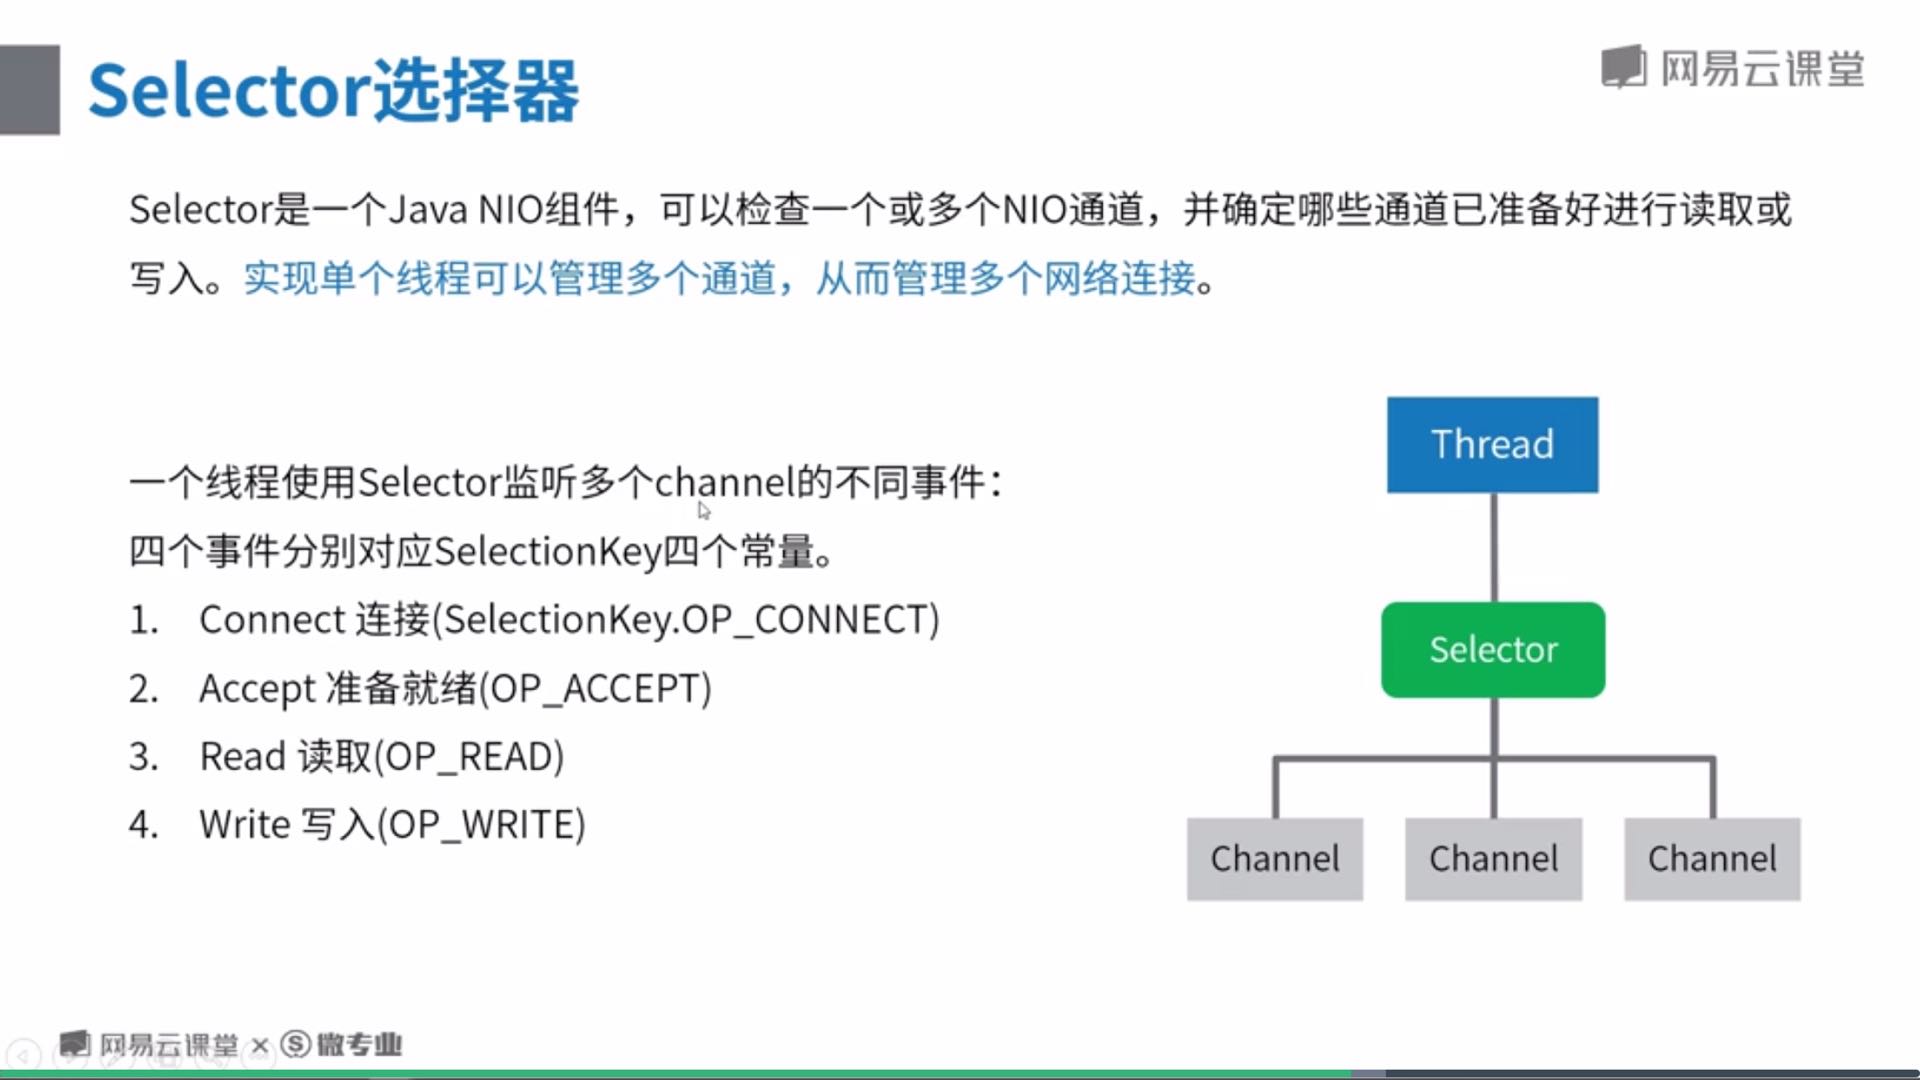 Selector选择器
网易云课堂
Selector是一个Java NIO组件，可以检查一个或多个NIO通道，并确定哪些通道已准备好进行读取或
写入。实现单个线程可以管理多个通道，从而管理多个网络连接。
一个线程使用Selector监听多个channel的不同事件：
四个事件分别对应SelectionKey四个常量。
1. Connect 连接(SelectionKey.OP_CONNECT)
2. Accept 准备就绪(OP_ACCEPT)
3. Read 读取(OP_READ)
4. Write 写入(OP_WRITE)
Thread
Selector
Channel Channel Channel
网易云课堂 × 微专业